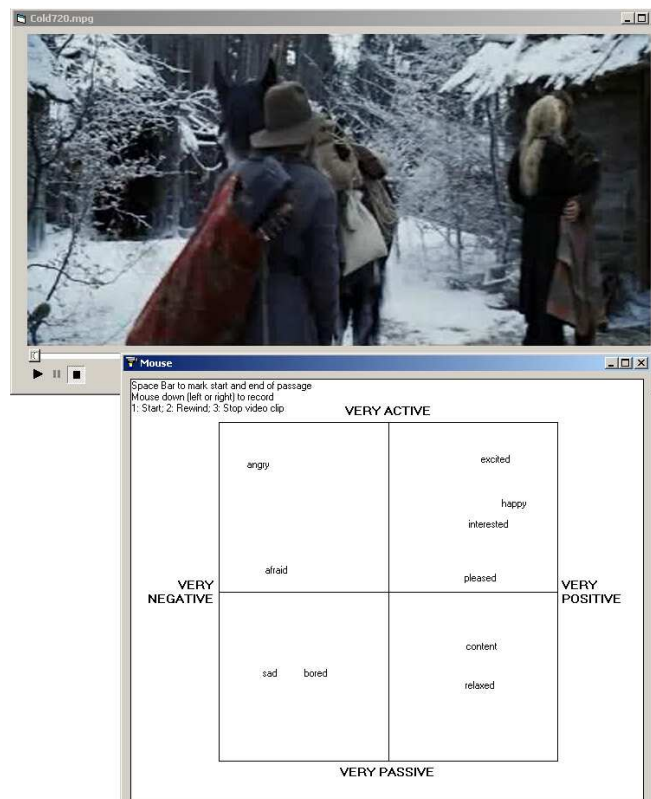 Cold720.mpg
Mouse
Space Bar to mark start and end of passage
Mouse down (left or right) to record
1: Start; 2: Rewind; 3: Stop video clip
VERY ACTIVE
angry
excited
happy
interested
afraid
pleased
VERY
NEGATIVE
VERY
POSITIVE
content
sad
bored
relaxed
VERY PASSIVE